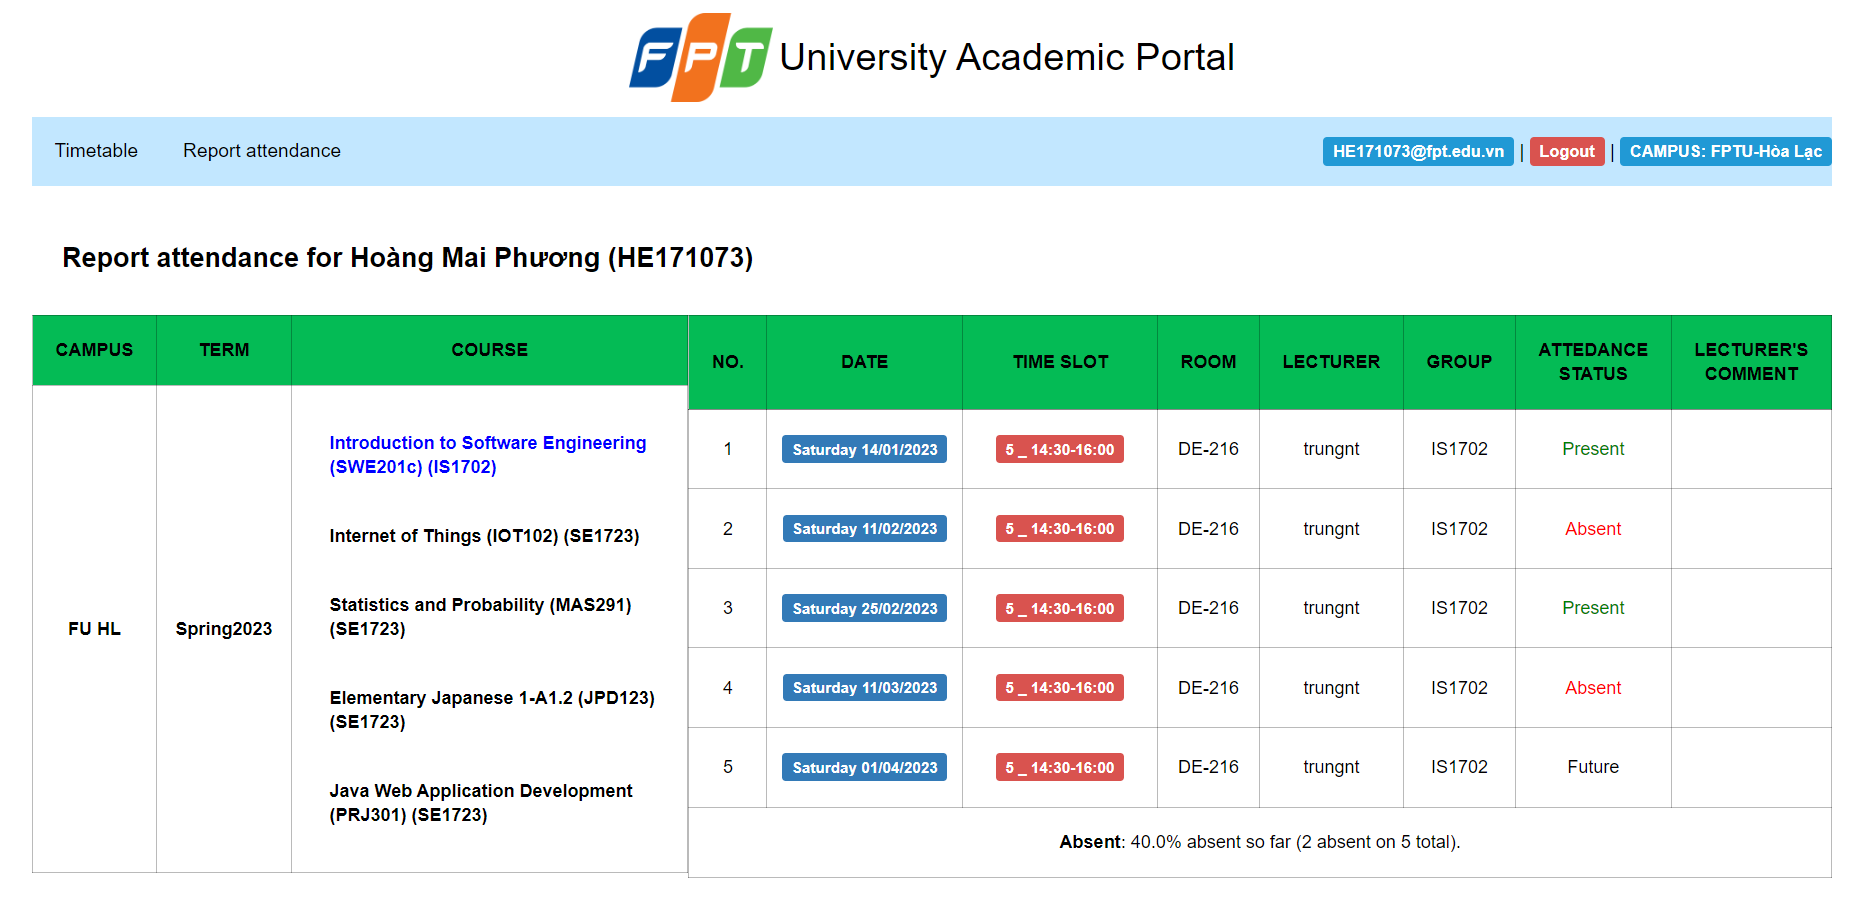 FPT University Academic Portal
Timetable Report attendance HE171073@fpt.edu.vn | Logout | CAMPUS: FPTU-Hòa Lạc
Report attendance for Hoàng Mai Phương (HE171073)
CAMPUS TERM COURSE
FU HL Spring2023
Introduction to Software Engineering
(SWE201c) (IS1702)
Internet of Things (IOT102) (SE1723)
Statistics and Probability (MAS291)
(SE1723)
Elementary Japanese 1-A1.2 (JPD123)
(SE1723)
Java Web Application Development
(PRJ301) (SE1723)
NO. DATE TIME SLOT ROOM LECTURER GROUP ATTEDANCE STATUS LECTURER'S COMMENT
1 Saturday 14/01/2023 5 _ 14:30-16:00 DE-216 trungnt IS1702 Present
2 Saturday 11/02/2023 5 _ 14:30-16:00 DE-216 trungnt IS1702 Absent
3 Saturday 25/02/2023 5 _ 14:30-16:00 DE-216 trungnt IS1702 Present
4 Saturday 11/03/2023 5 _ 14:30-16:00 DE-216 trungnt IS1702 Absent
5 Saturday 01/04/2023 5 _ 14:30-16:00 DE-216 trungnt IS1702 Future
Absent: 40.0% absent so far (2 absent on 5 total).